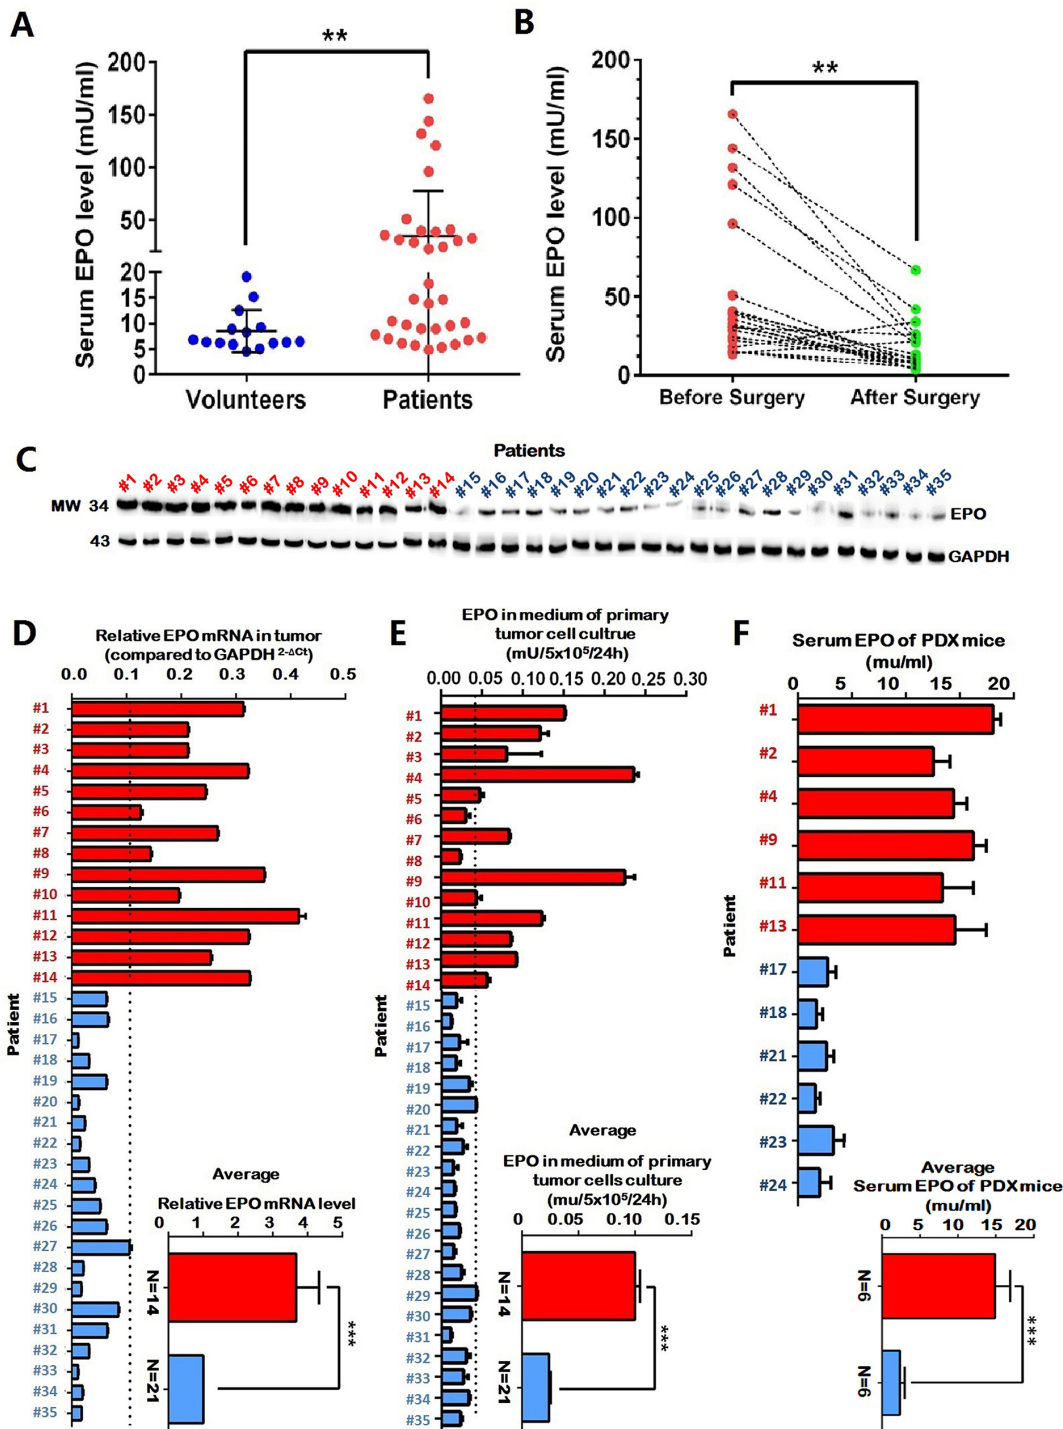 A
**
Serum EPO level (mU/ml)
200
150
100
50
20
15
10
5
0
Volunteers
Patients
B
**
Serum EPO level (mU/ml)
200
150
100
50
0
Before Surgery
After Surgery
C
Patients
#1 #2 #3 #4 #5 #6 #7 #8 #9 #10 #11 #12 #13 #14 #15 #16 #17 #18 #19 #20 #21 #22 #23 #24 #25 #26 #27 #28 #29 #30 #31 #32 #33 #34 #35
MW 34
EPO
43
GAPDH
D
Relative EPO mRNA in tumor
(compared to GAPDH 2-ΔCt)
0.0 0.1 0.2 0.3 0.4 0.5
Patient
#1
#2
#3
#4
#5
#6
#7
#8
#9
#10
#11
#12
#13
#14
#15
#16
#17
#18
#19
#20
#21
#22
#23
#24
#25
#26
#27
#28
#29
#30
#31
#32
#33
#34
#35
Average
Relative EPO mRNA level
0 1 2 3 4 5
N=14
N=21
***
E
EPO in medium of primary
tumor cell cultrue
(mU/5x10⁵/24h)
0.00 0.05 0.10 0.15 0.20 0.25 0.30
Patient
#1
#2
#3
#4
#5
#6
#7
#8
#9
#10
#11
#12
#13
#14
#15
#16
#17
#18
#19
#20
#21
#22
#23
#24
#25
#26
#27
#28
#29
#30
#31
#32
#33
#34
#35
Average
EPO in medium of primary
tumor cells culture
(mu/5x10⁵/24h)
0 0.05 0.10 0.15
N=14
N=21
***
F
Serum EPO of PDX mice
(mu/ml)
0 5 10 15 20
Patient
#1
#2
#4
#9
#11
#13
#17
#18
#21
#22
#23
#24
Average
Serum EPO of PDX mice
(mu/ml)
0 5 10 15 20
N=6
N=6
***